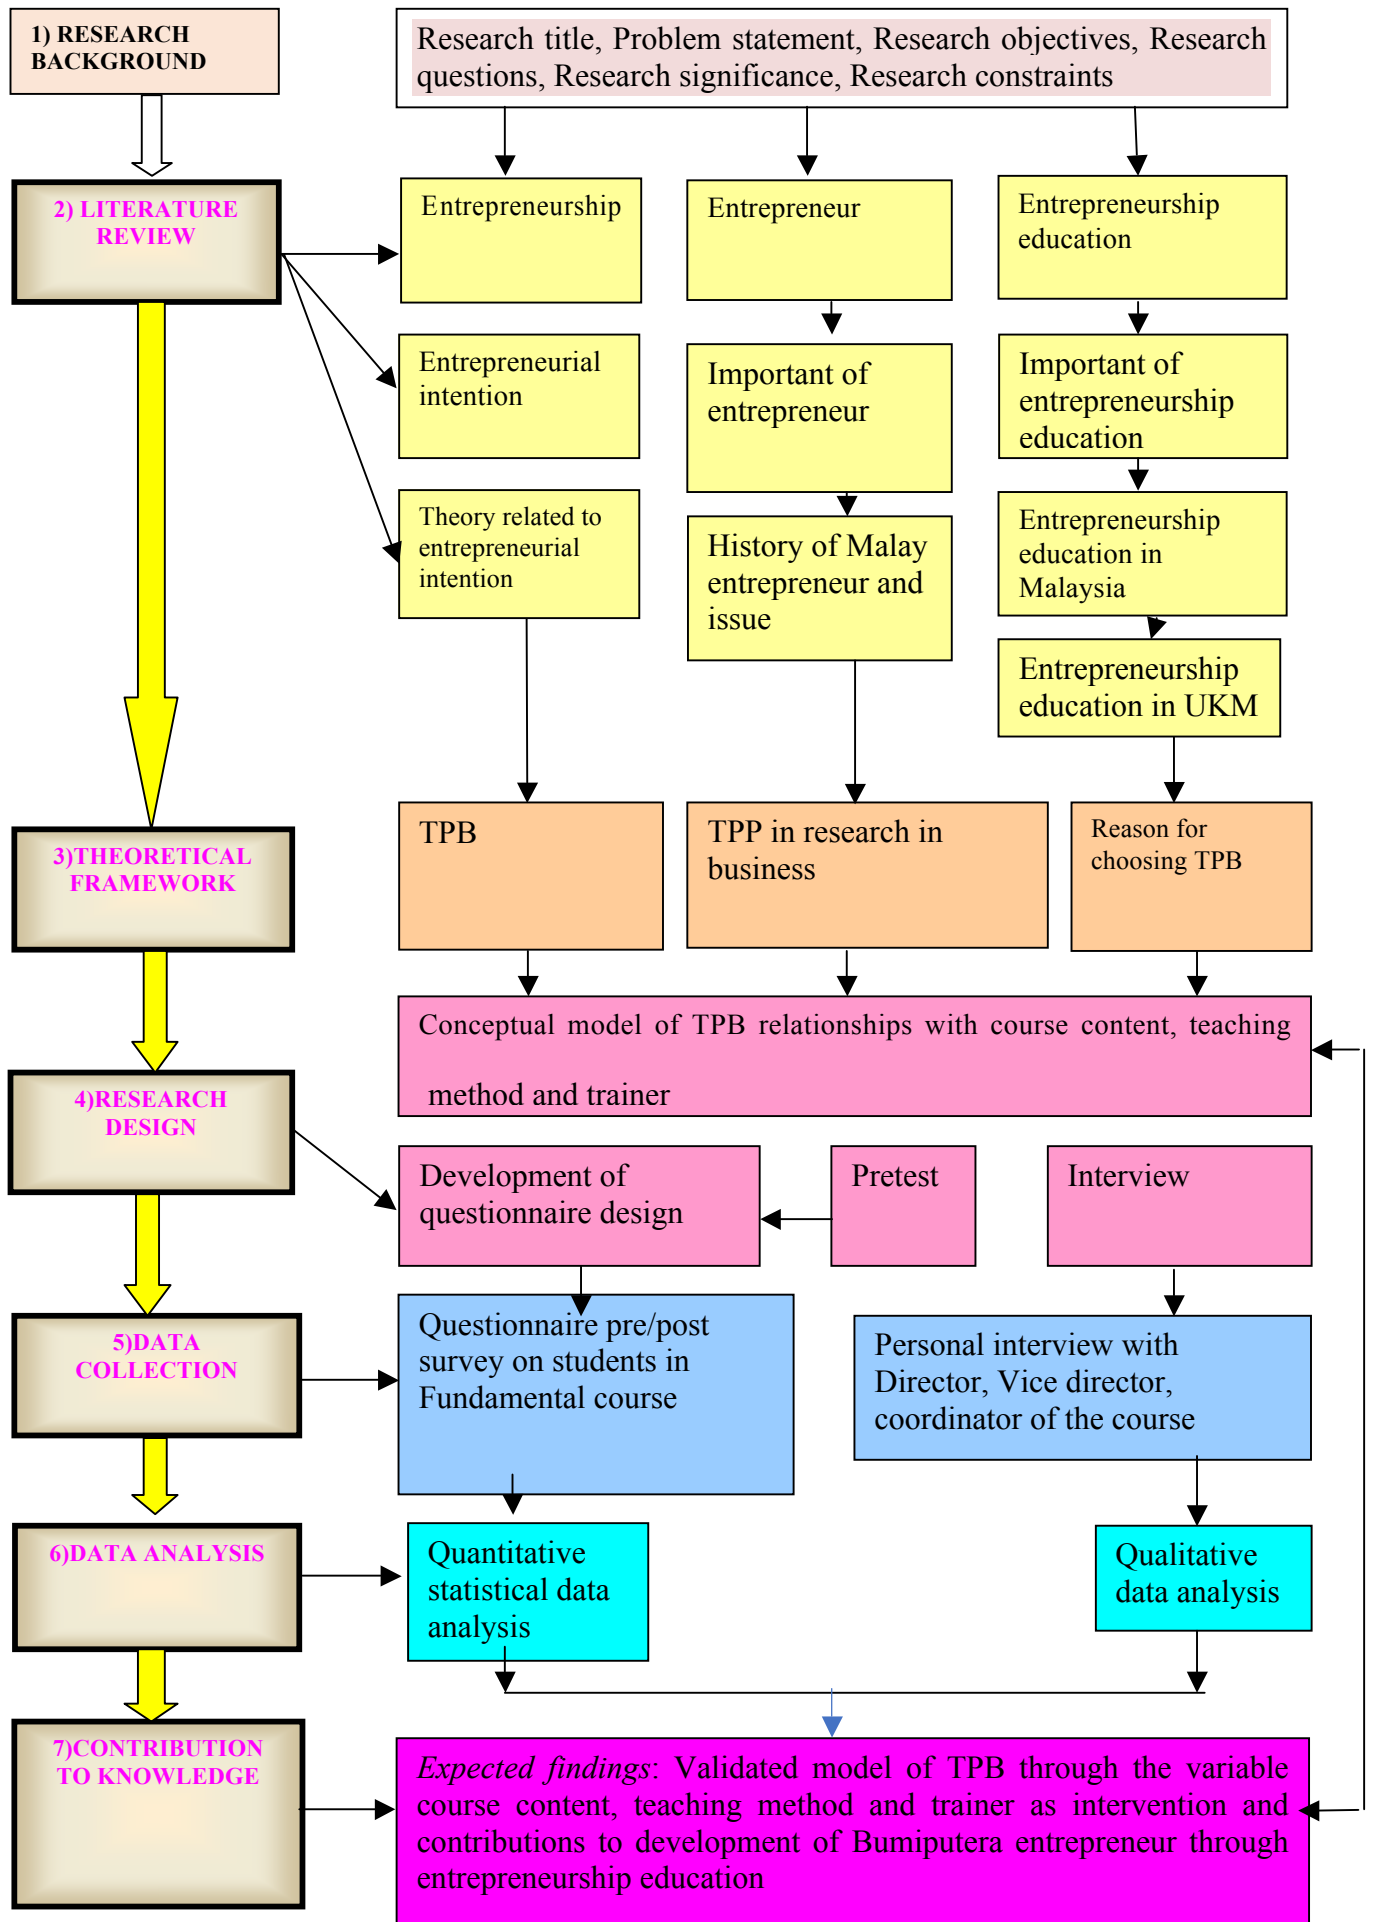 1) RESEARCH
BACKGROUND
Research title, Problem statement, Research objectives, Research
questions, Research significance, Research constraints
2) LITERATURE
REVIEW
Entrepreneurship
Entrepreneur
Entrepreneurship
education
Entrepreneurial
intention
Important of
entrepreneur
Important of
entrepreneurship
education
Theory related to
entrepreneurial
intention
History of Malay
entrepreneur and
issue
Entrepreneurship
education in
Malaysia
Entrepreneurship
education in UKM
3)THEORETICAL
FRAMEWORK
TPB
TPP in research in
business
Reason for
choosing TPB
Conceptual model of TPB relationships with course content, teaching
method and trainer
4)RESEARCH
DESIGN
Development of
questionnaire design
Pretest
Interview
5)DATA
COLLECTION
Questionnaire pre/post
survey on students in
Fundamental course
Personal interview with
Director, Vice director,
coordinator of the course
6)DATA ANALYSIS
Quantitative
statistical data
analysis
Qualitative
data analysis
7)CONTRIBUTION
TO KNOWLEDGE
Expected findings: Validated model of TPB through the variable
course content, teaching method and trainer as intervention and
contributions to development of Bumiputera entrepreneur through
entrepreneurship education